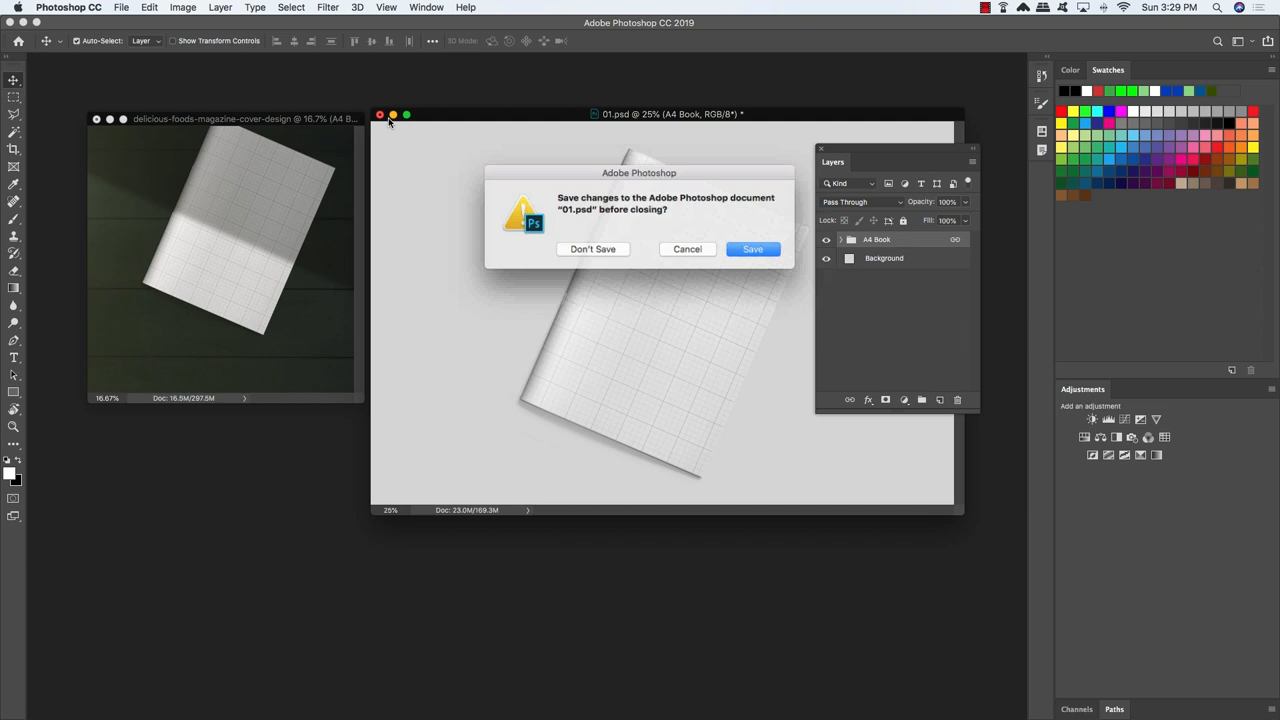 Photoshop CC File Edit Image Layer Type Select Filter 3D View Window Help Sun 3:29 PM
Adobe Photoshop CC 2019
Auto-Select: Layer Show Transform Controls 3D Mode:
Color Swatches
delicious-foods-magazine-cover-design @ 16.7% (A4 B...
01.psd @ 25% (A4 Book, RGB/8*) *
Adobe Photoshop
Save changes to the Adobe Photoshop document
“01.psd” before closing?
Don't Save Cancel Save
Ps
Layers
Kind
Pass Through Opacity: 100%
Lock: Fill: 100%
A4 Book
Background
16.67% Doc: 16.5M/297.5M
25% Doc: 23.0M/169.3M
Adjustments
Add an adjustment
Channels Paths